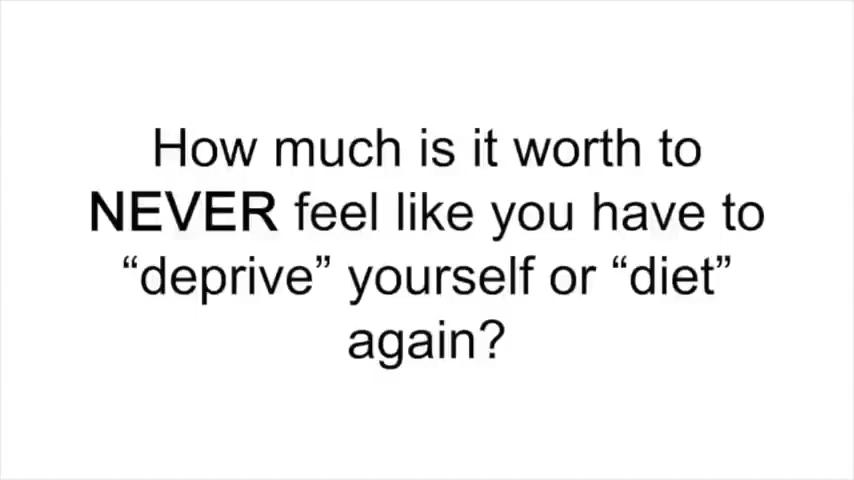 How much is it worth to
NEVER feel like you have to
“deprive” yourself or “diet”
again?